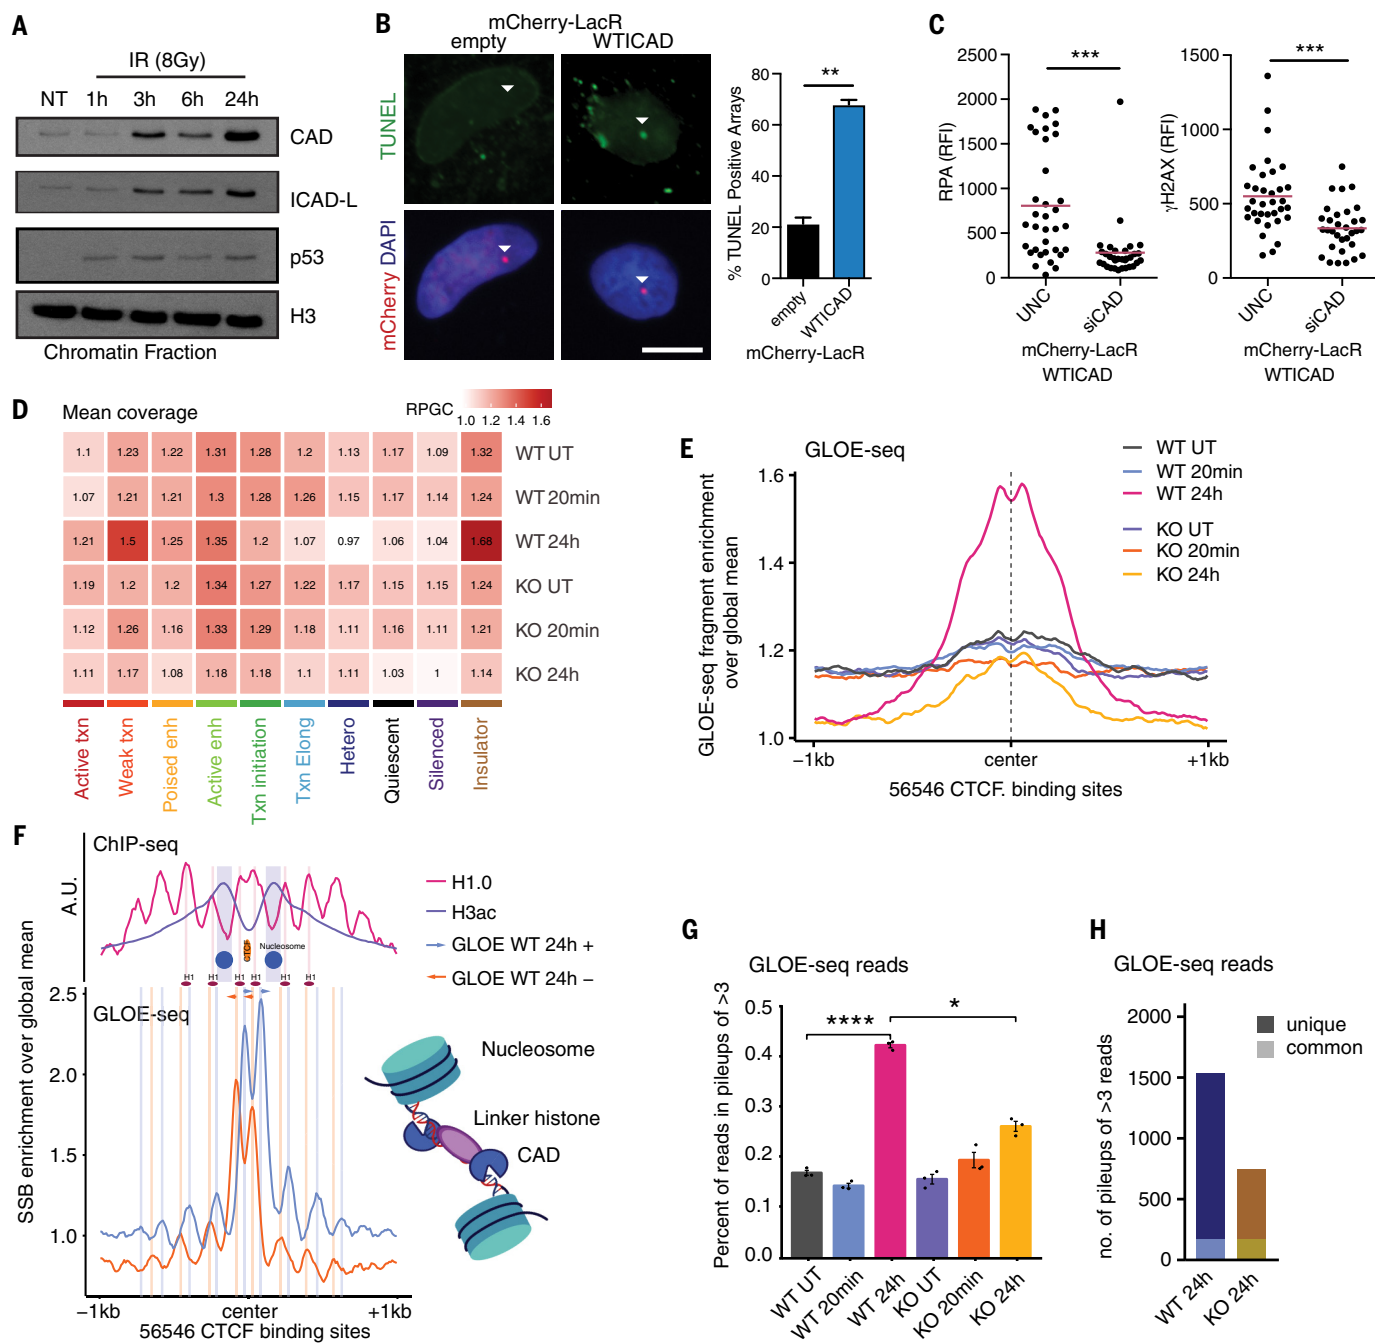 A
IR (8Gy)
NT 1h 3h 6h 24h
CAD
ICAD-L
p53
H3
Chromatin Fraction
B
mCherry-LacR
empty WTICAD
TUNEL
mCherry DAPI
% TUNEL Positive Arrays
80
60
40
20
0
**
empty
WTICAD
mCherry-LacR
C
RPA (RFI)
2500
2000
1500
1000
500
0
***
UNC
siCAD
mCherry-LacR
WTICAD
γH2AX (RFI)
1500
1000
500
0
***
UNC
siCAD
mCherry-LacR
WTICAD
D
Mean coverage
RPGC
1.0 1.2 1.4 1.6
1.1 1.23 1.22 1.31 1.28 1.2 1.13 1.17 1.09 1.32 WT UT
1.07 1.21 1.21 1.3 1.28 1.26 1.15 1.17 1.14 1.24 WT 20min
1.21 1.5 1.25 1.35 1.2 1.07 0.97 1.06 1.04 1.68 WT 24h
1.19 1.2 1.2 1.34 1.27 1.22 1.17 1.15 1.15 1.24 KO UT
1.12 1.26 1.16 1.33 1.29 1.18 1.11 1.16 1.11 1.21 KO 20min
1.11 1.17 1.08 1.18 1.18 1.1 1.11 1.03 1 1.14 KO 24h
Active txn
Weak txn
Poised enh
Active enh
Txn initiation
Txn Elong
Hetero
Quiescent
Silenced
Insulator
E
GLOE-seq
GLOE-seq fragment enrichment
over global mean
1.6
1.4
1.2
1.0
−1kb center +1kb
56546 CTCF. binding sites
WT UT
WT 20min
WT 24h
KO UT
KO 20min
KO 24h
F
ChIP-seq
A.U.
CTCF
Nucleosome
H1 H1 H1 H1 H1 H1
H1.0
H3ac
GLOE WT 24h +
GLOE WT 24h −
GLOE-seq
SSB enrichment over global mean
2.5
2.0
1.5
1.0
−1kb center +1kb
56546 CTCF binding sites
Nucleosome
Linker histone
CAD
G
GLOE-seq reads
Percent of reads in pileups of >3
0.5
0.4
0.3
0.2
0.1
0.0
****
*
WT UT
WT 20min
WT 24h
KO UT
KO 20min
KO 24h
H
GLOE-seq reads
no. of pileups of >3 reads
2000
1500
1000
500
0
unique
common
WT 24h
KO 24h